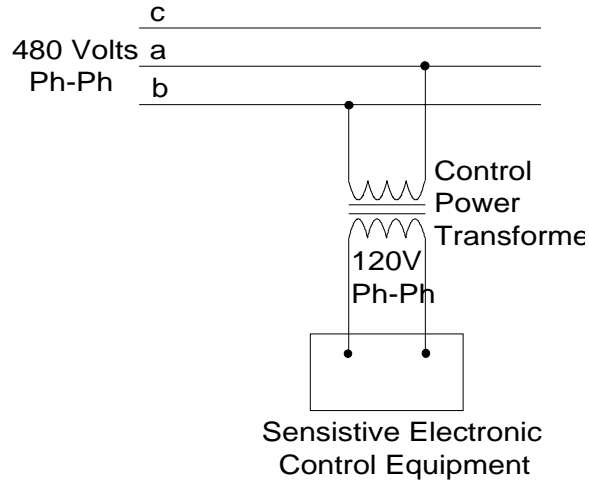 c
480 Volts a
Ph-Ph
b
Control
Power
Transforme
120V
Ph-Ph
Sensistive Electronic
Control Equipment